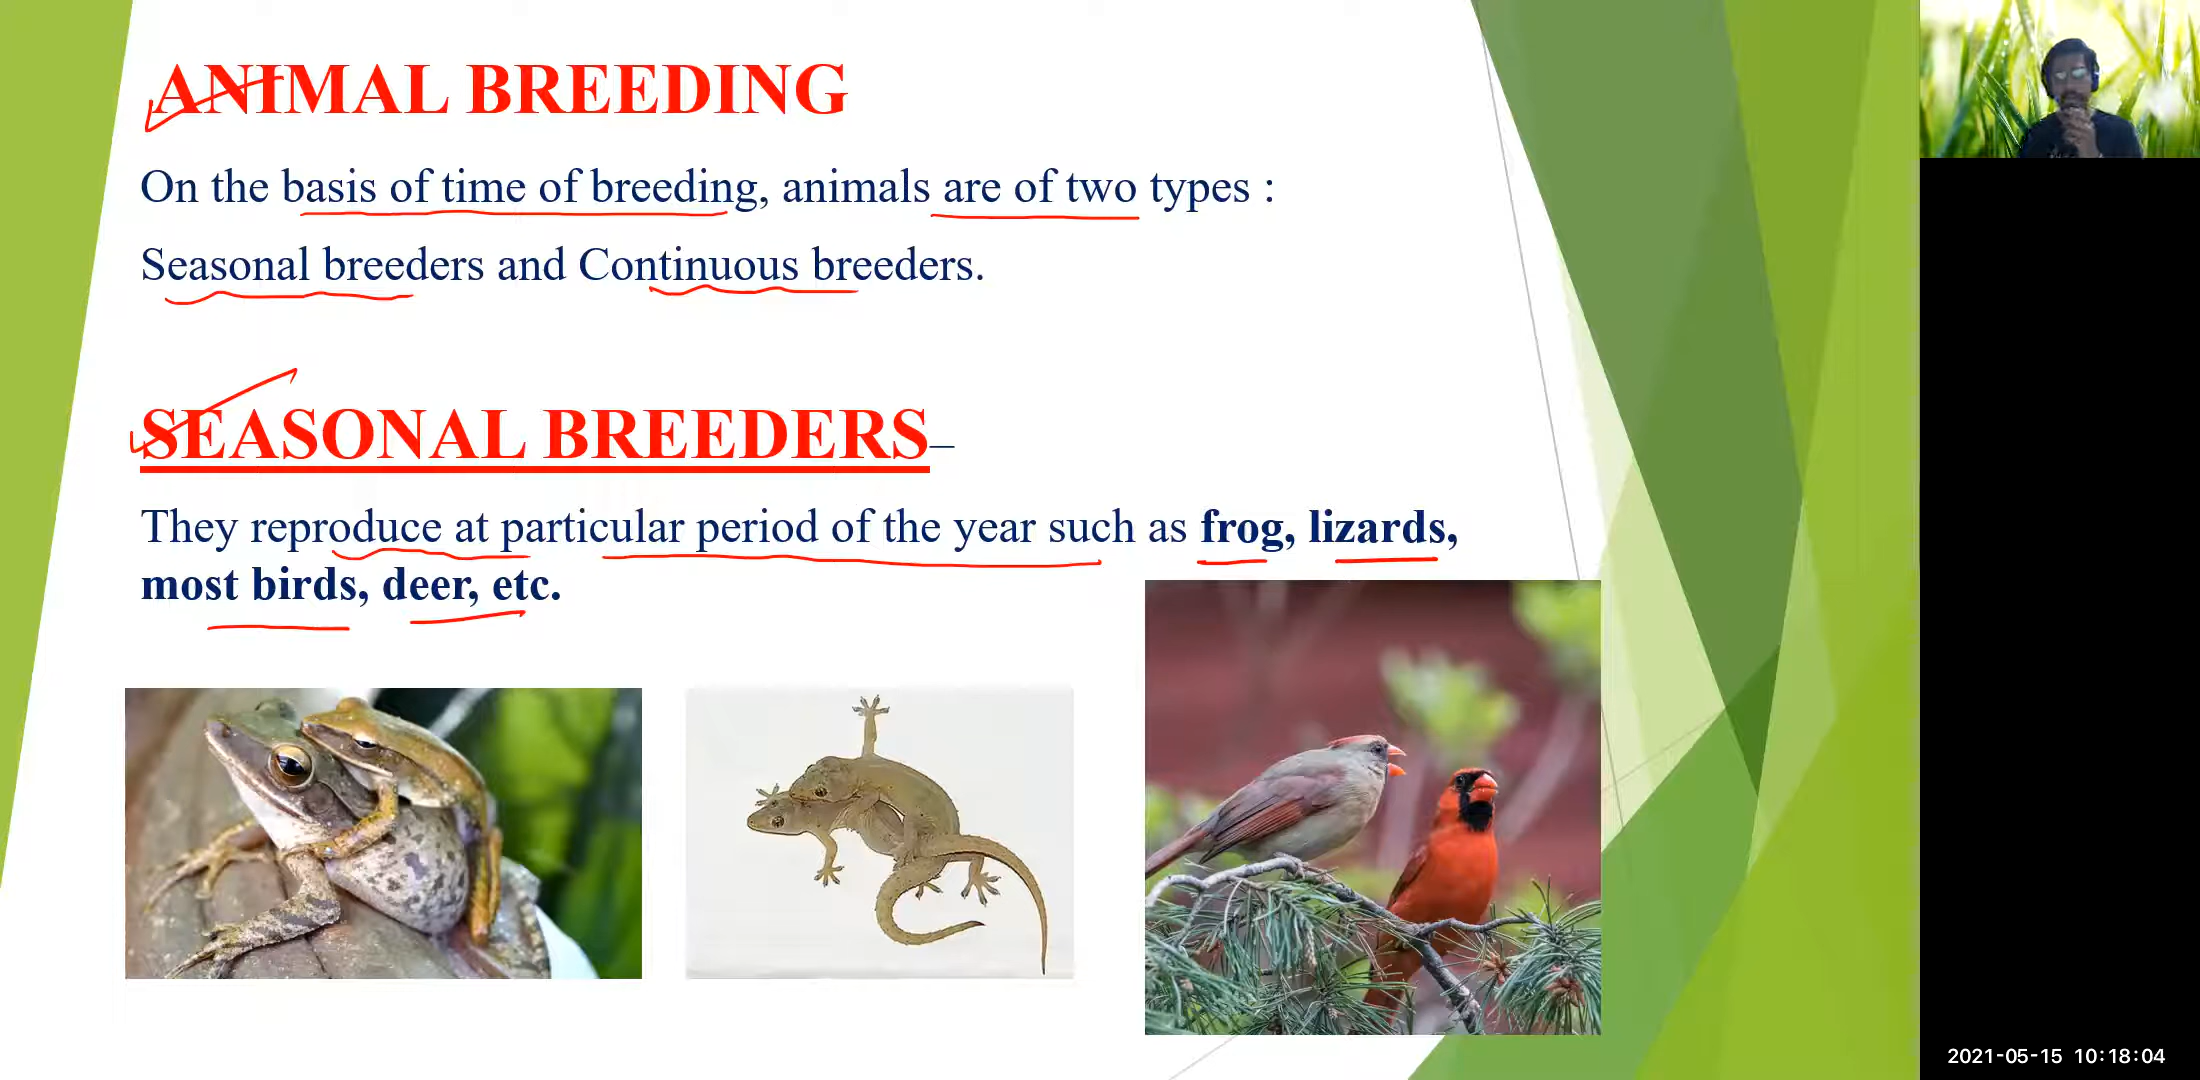 ANIMAL BREEDING
On the basis of time of breeding, animals are of two types :
Seasonal breeders and Continuous breeders.
SEASONAL BREEDERS–
They reproduce at particular period of the year such as frog, lizards,
most birds, deer, etc.
2021-05-15 10:18:04